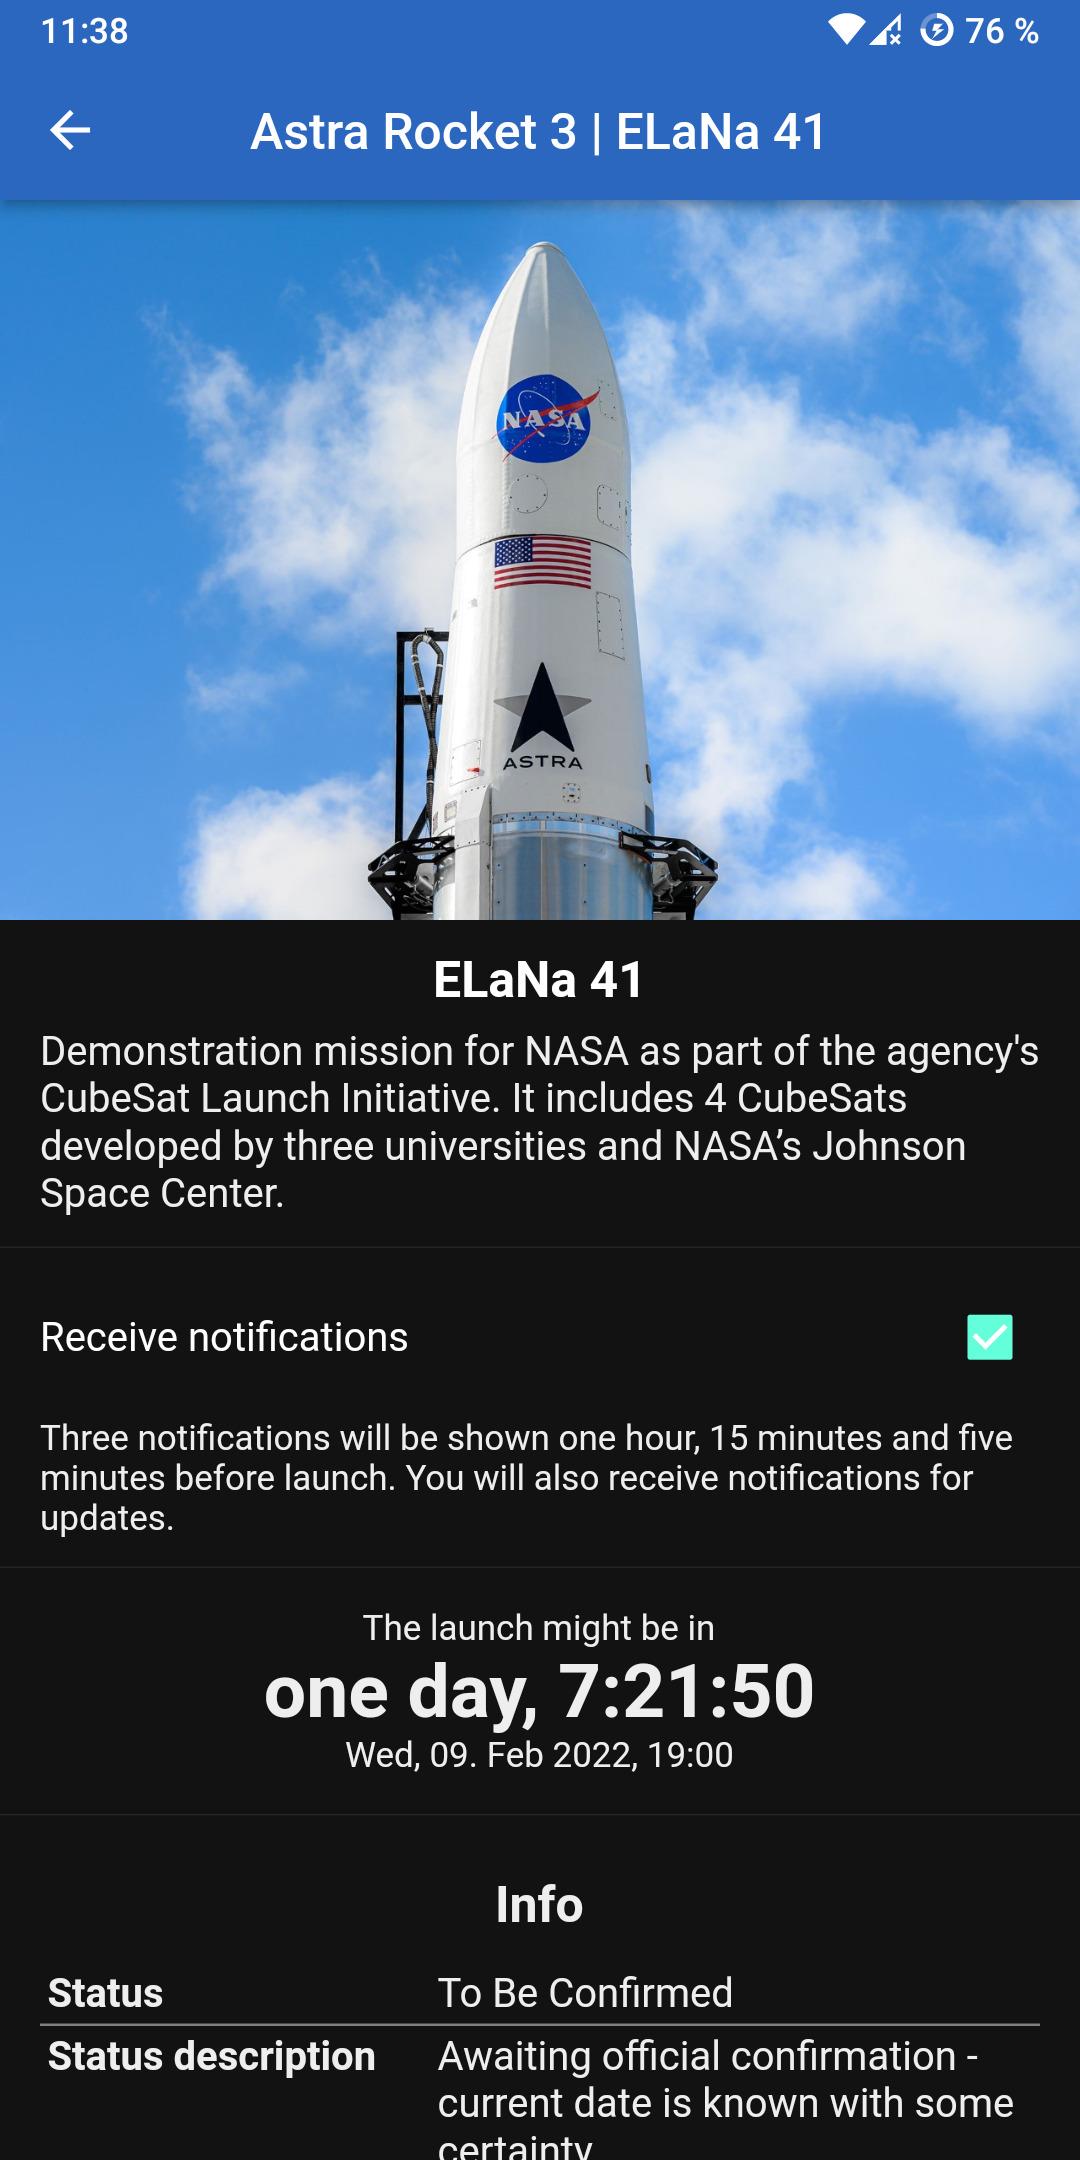 11:38
76 %
Astra Rocket 3 | ELaNa 41
NASA
ASTRA
ELaNa 41
Demonstration mission for NASA as part of the agency's
CubeSat Launch Initiative. It includes 4 CubeSats
developed by three universities and NASA’s Johnson
Space Center.
Receive notifications
Three notifications will be shown one hour, 15 minutes and five
minutes before launch. You will also receive notifications for
updates.
The launch might be in
one day, 7:21:50
Wed, 09. Feb 2022, 19:00
Info
Status To Be Confirmed
Status description Awaiting official confirmation -
current date is known with some
certainty